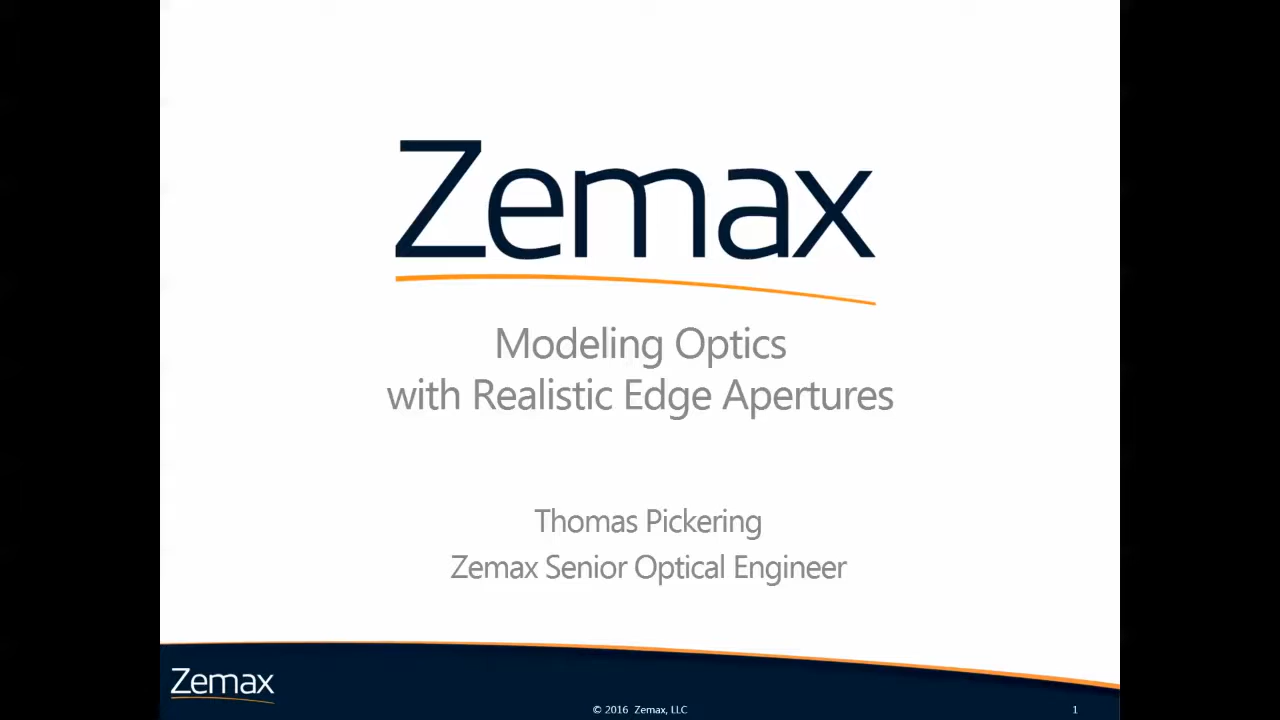 Zemax
Modeling Optics
with Realistic Edge Apertures
Thomas Pickering
Zemax Senior Optical Engineer
Zemax
© 2016 Zemax, LLC
1